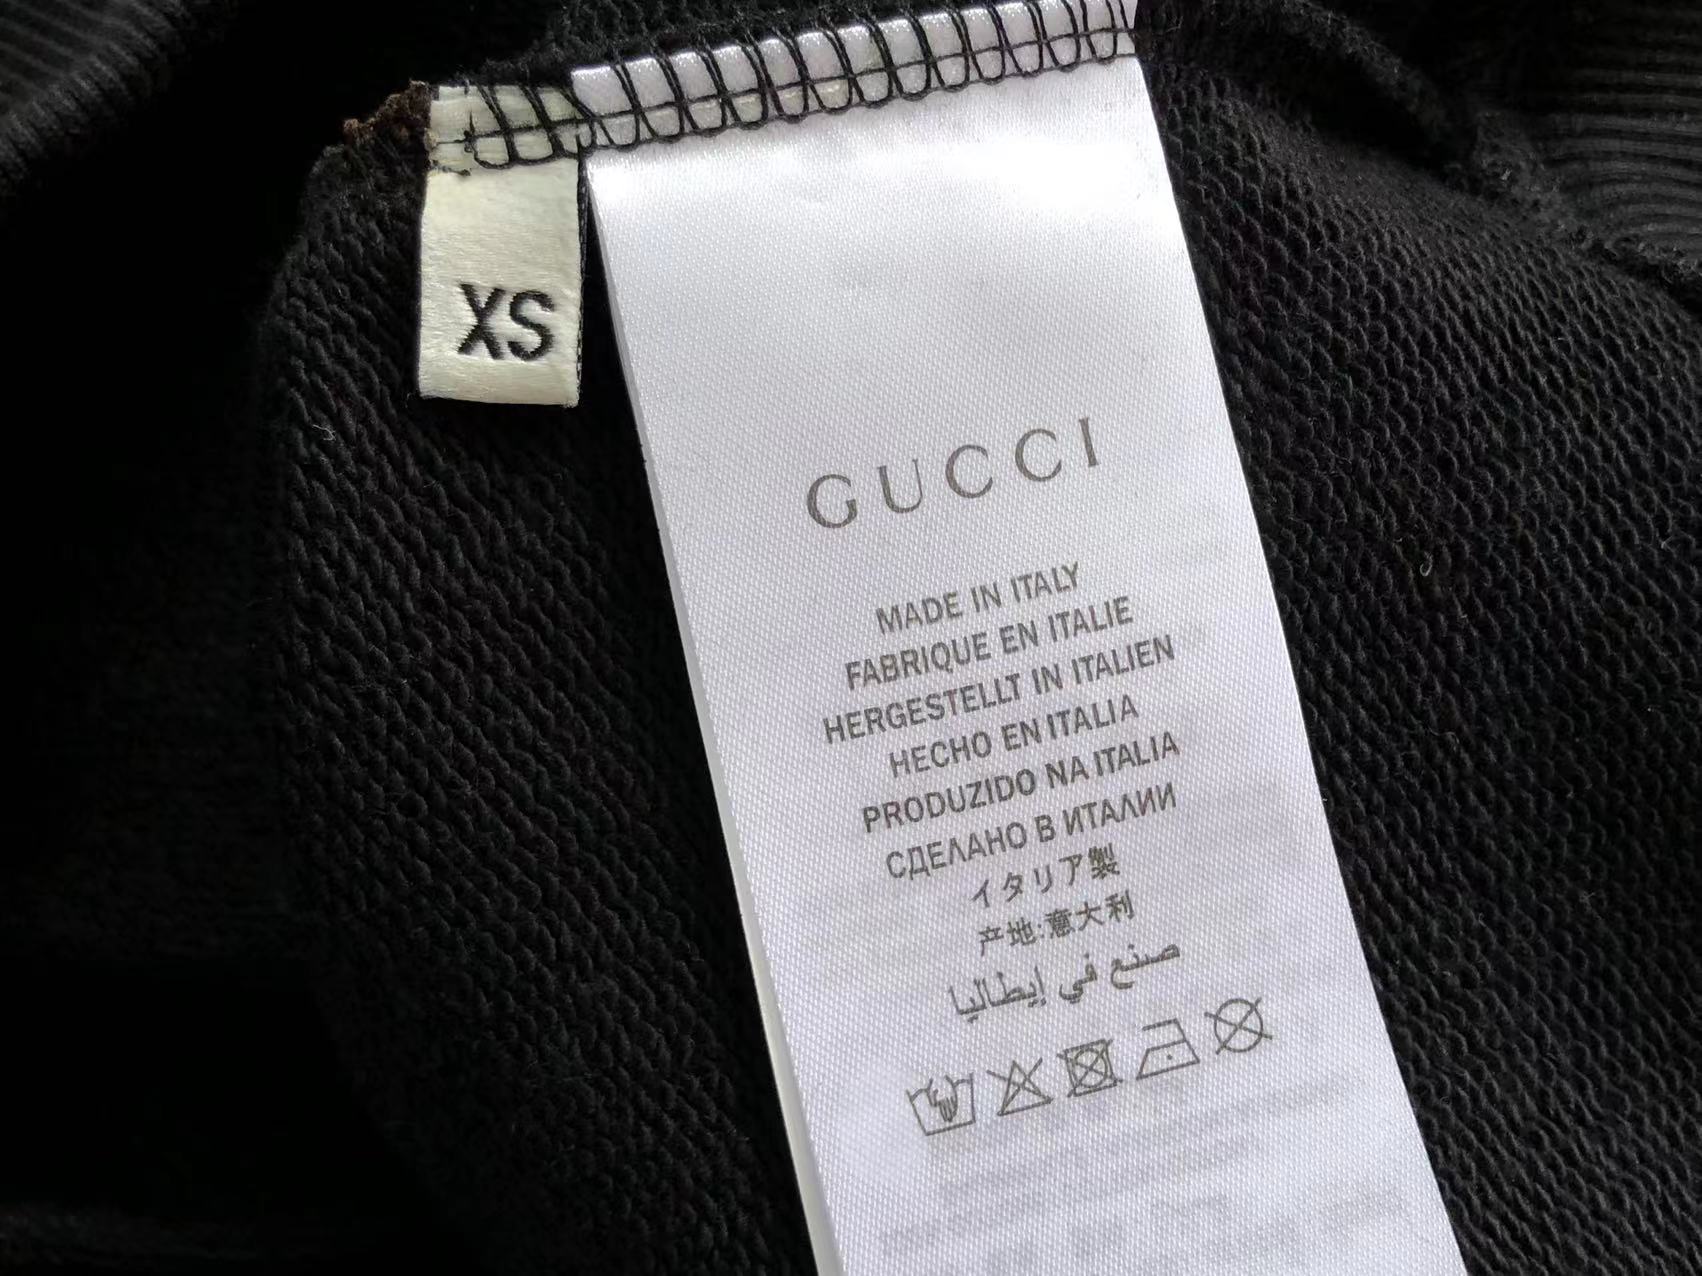 XS
GUCCI
MADE IN ITALY
FABRIQUE EN ITALIE
HERGESTELLT IN ITALIEN
HECHO EN ITALIA
PRODUZIDO NA ITALIA
СДЕЛАНО В ИТАЛИИ
イタリア製
产地:意大利
صنع في إيطاليا